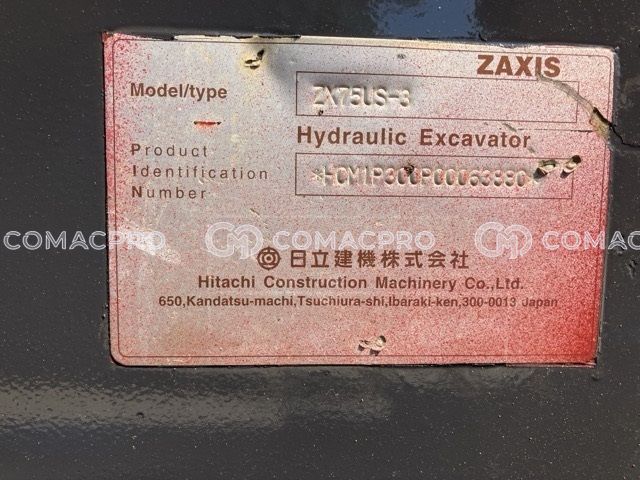 ZAXIS
Model/type ZX75US-3
Hydraulic Excavator
Product
Identification
Number
COMACPRO COMACPRO COMACPRO
日立建機株式会社
Hitachi Construction Machinery Co.,Ltd.
650,Kandatsu-machi,Tsuchiura-shi,Ibaraki-ken,300-0013 Japan